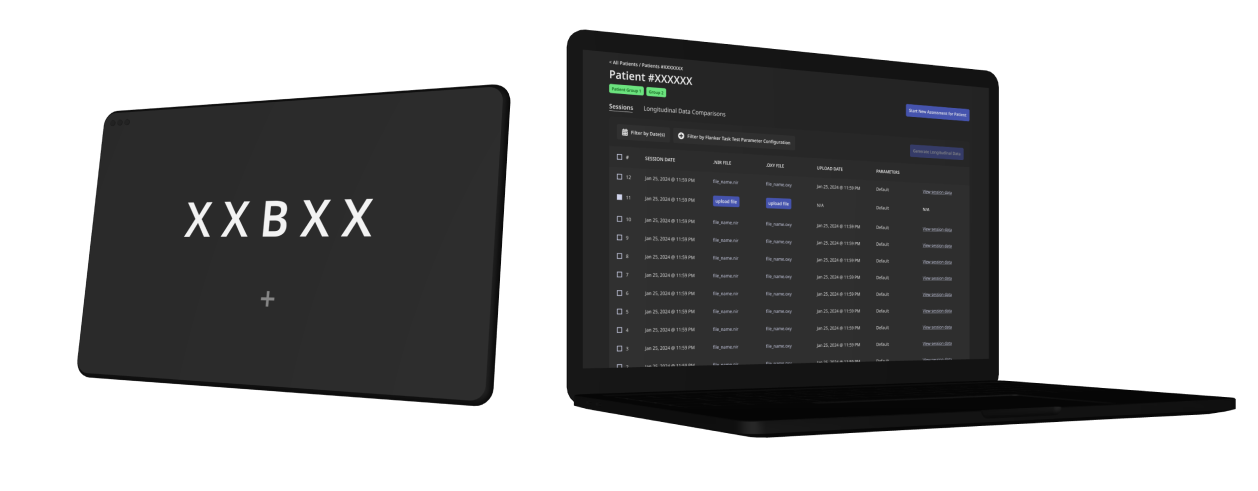 XXBXX
+
< All Patients / Patients #XXXXXX
Patient #XXXXXX
Patient Group 1 Group 2
Start New Assessment for Patient
Sessions Longitudinal Data Comparisons
Filter by Date(s) Filter by Flanker Task Test Parameter Configuration
Generate Longitudinal Data
# SESSION DATE .NIR FILE .OXY FILE UPLOAD DATE PARAMETERS
12 Jan 25, 2024 @ 11:59 PM file_name.nir file_name.oxy Jan 25, 2024 @ 11:59 PM Default View session data
11 Jan 25, 2024 @ 11:59 PM upload file upload file N/A Default N/A
10 Jan 25, 2024 @ 11:59 PM file_name.nir file_name.oxy Jan 25, 2024 @ 11:59 PM Default View session data
9 Jan 25, 2024 @ 11:59 PM file_name.nir file_name.oxy Jan 25, 2024 @ 11:59 PM Default View session data
8 Jan 25, 2024 @ 11:59 PM file_name.nir file_name.oxy Jan 25, 2024 @ 11:59 PM Default View session data
7 Jan 25, 2024 @ 11:59 PM file_name.nir file_name.oxy Jan 25, 2024 @ 11:59 PM Default View session data
6 Jan 25, 2024 @ 11:59 PM file_name.nir file_name.oxy Jan 25, 2024 @ 11:59 PM Default View session data
5 Jan 25, 2024 @ 11:59 PM file_name.nir file_name.oxy Jan 25, 2024 @ 11:59 PM Default View session data
4 Jan 25, 2024 @ 11:59 PM file_name.nir file_name.oxy Jan 25, 2024 @ 11:59 PM Default View session data
3 Jan 25, 2024 @ 11:59 PM file_name.nir file_name.oxy Jan 25, 2024 @ 11:59 PM Default View session data